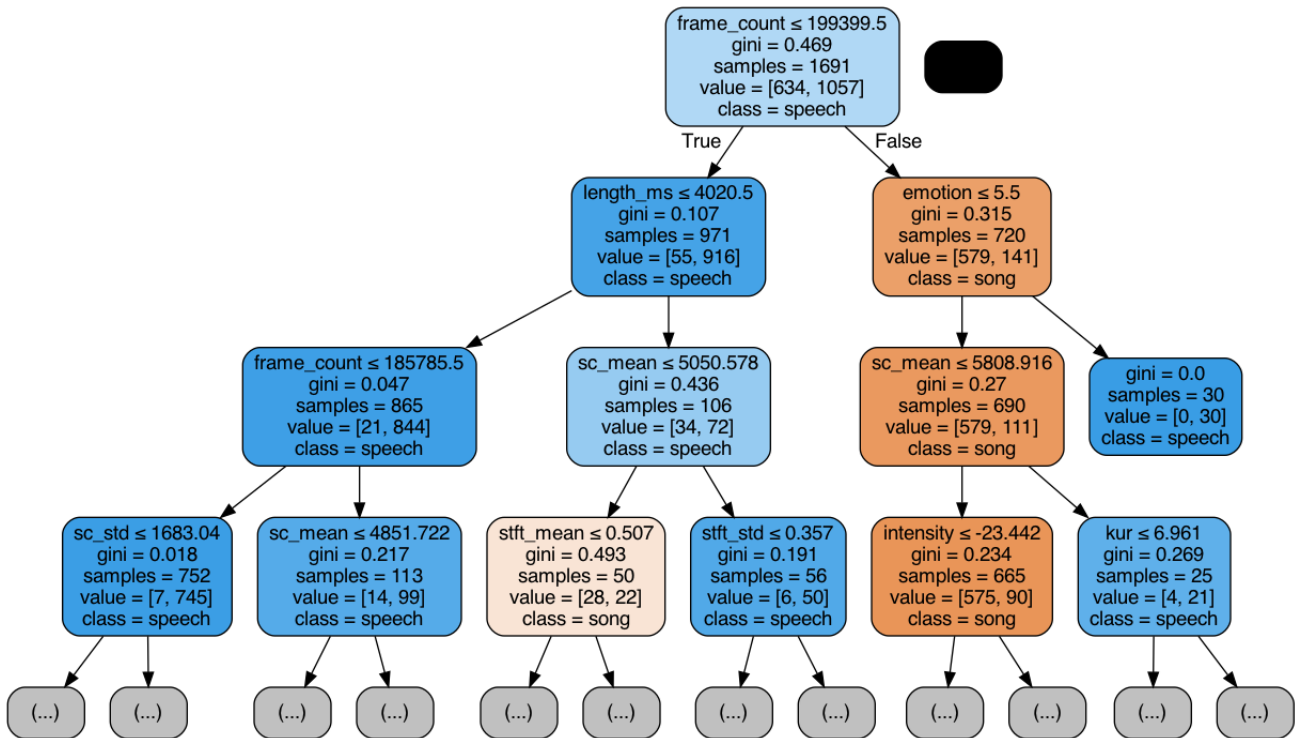 frame_count ≤ 199399.5
gini = 0.469
samples = 1691
value = [634, 1057]
class = speech
True
False
length_ms ≤ 4020.5
gini = 0.107
samples = 971
value = [55, 916]
class = speech
emotion ≤ 5.5
gini = 0.315
samples = 720
value = [579, 141]
class = song
frame_count ≤ 185785.5
gini = 0.047
samples = 865
value = [21, 844]
class = speech
sc_mean ≤ 5050.578
gini = 0.436
samples = 106
value = [34, 72]
class = speech
sc_mean ≤ 5808.916
gini = 0.27
samples = 690
value = [579, 111]
class = song
gini = 0.0
samples = 30
value = [0, 30]
class = speech
sc_std ≤ 1683.04
gini = 0.018
samples = 752
value = [7, 745]
class = speech
sc_mean ≤ 4851.722
gini = 0.217
samples = 113
value = [14, 99]
class = speech
stft_mean ≤ 0.507
gini = 0.493
samples = 50
value = [28, 22]
class = song
stft_std ≤ 0.357
gini = 0.191
samples = 56
value = [6, 50]
class = speech
intensity ≤ -23.442
gini = 0.234
samples = 665
value = [575, 90]
class = song
kur ≤ 6.961
gini = 0.269
samples = 25
value = [4, 21]
class = speech
(...)
(...)
(...)
(...)
(...)
(...)
(...)
(...)
(...)
(...)
(...)
(...)